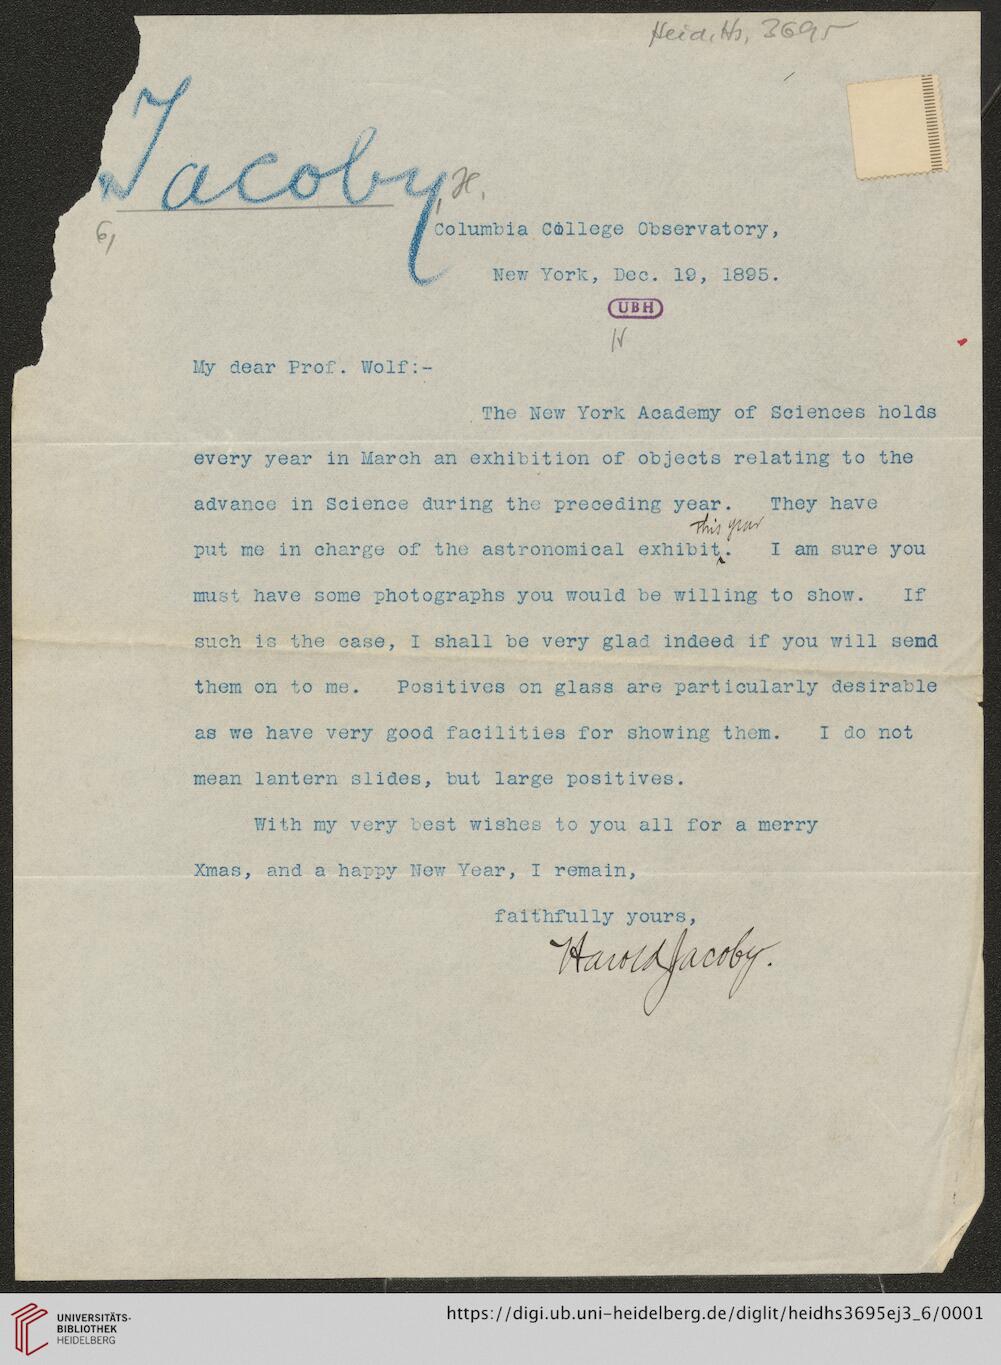 Heid. Hs. 3695
Jacoby, H.
6,
Columbia College Observatory,
New York, Dec. 19, 1895.
UBH
My dear Prof. Wolf:-
The New York Academy of Sciences holds
every year in March an exhibition of objects relating to the
advance in Science during the preceding year. They have
this year
put me in charge of the astronomical exhibit. I am sure you
must have some photographs you would be willing to show. If
such is the case, I shall be very glad indeed if you will send
them on to me. Positives on glass are particularly desirable
as we have very good facilities for showing them. I do not
mean lantern slides, but large positives.
With my very best wishes to you all for a merry
Xmas, and a happy New Year, I remain,
faithfully yours,
Harold Jacoby.
UNIVERSITÄTS-
BIBLIOTHEK
HEIDELBERG
https://digi.ub.uni-heidelberg.de/diglit/heidhs3695ej3_6/0001